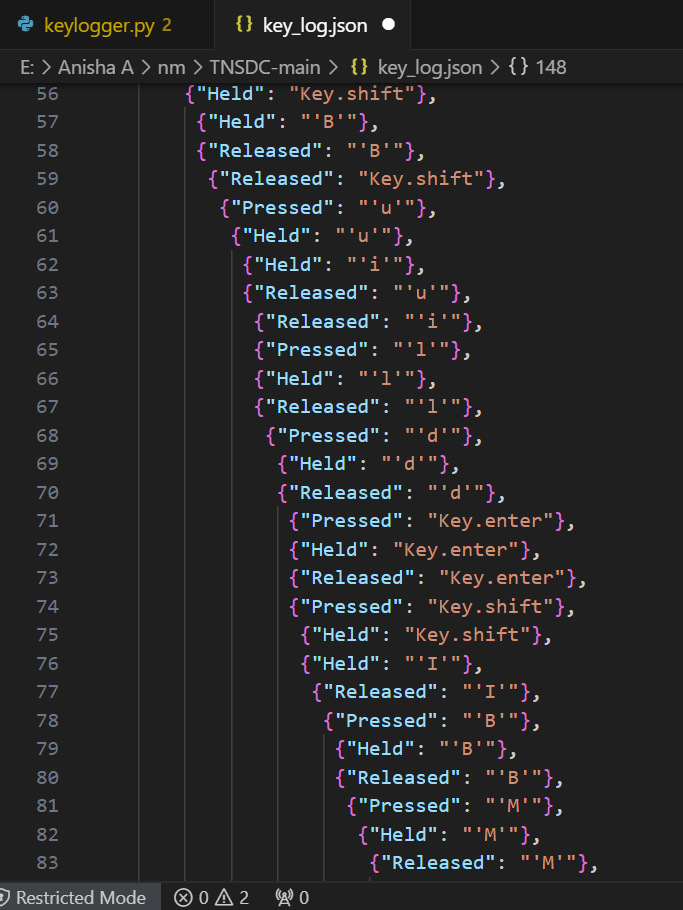 keylogger.py 2 {} key_log.json
E: > Anisha A > nm > TNSDC-main > {} key_log.json > {} 148
56 {"Held": "Key.shift"},
57 {"Held": "'B'"},
58 {"Released": "'B'"},
59 {"Released": "Key.shift"},
60 {"Pressed": "'u'"},
61 {"Held": "'u'"},
62 {"Held": "'i'"},
63 {"Released": "'u'"},
64 {"Released": "'i'"},
65 {"Pressed": "'l'"},
66 {"Held": "'l'"},
67 {"Released": "'l'"},
68 {"Pressed": "'d'"},
69 {"Held": "'d'"},
70 {"Released": "'d'"},
71 {"Pressed": "Key.enter"},
72 {"Held": "Key.enter"},
73 {"Released": "Key.enter"},
74 {"Pressed": "Key.shift"},
75 {"Held": "Key.shift"},
76 {"Held": "'I'"},
77 {"Released": "'I'"},
78 {"Pressed": "'B'"},
79 {"Held": "'B'"},
80 {"Released": "'B'"},
81 {"Pressed": "'M'"},
82 {"Held": "'M'"},
83 {"Released": "'M'"},
Restricted Mode 0 2 0